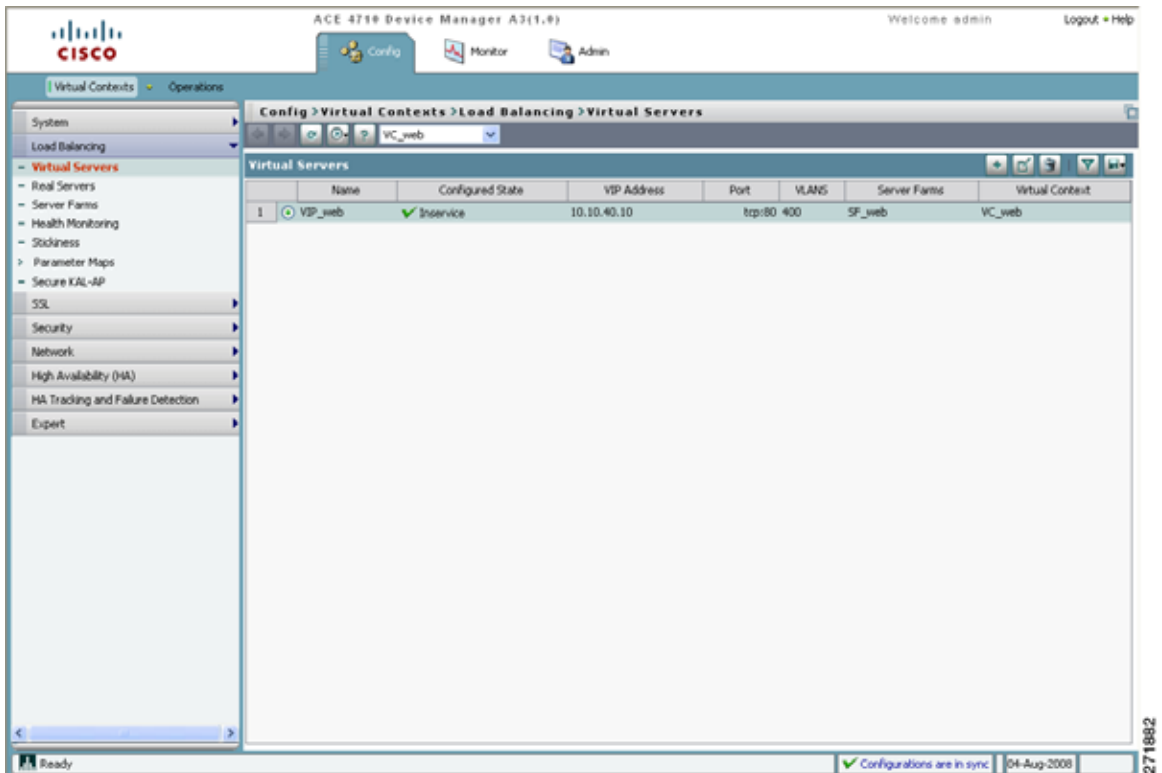 ACE 4710 Device Manager A3(1.0)
Welcome admin
Logout • Help
CISCO
Config
Monitor
Admin
Virtual Contexts
Operations
System
Load Balancing
Virtual Servers
Real Servers
Server Farms
Health Monitoring
Stickiness
Parameter Maps
Secure KAL-AP
SSL
Security
Network
High Availability (HA)
HA Tracking and Failure Detection
Expert
Config > Virtual Contexts > Load Balancing > Virtual Servers
? VC_web
Virtual Servers
Name Configured State VIP Address Port VLANS Server Farms Virtual Context
1 VIP_web Inservice 10.10.40.10 tcp:80 400 SF_web VC_web
Ready
Configurations are in sync
04-Aug-2008
271882